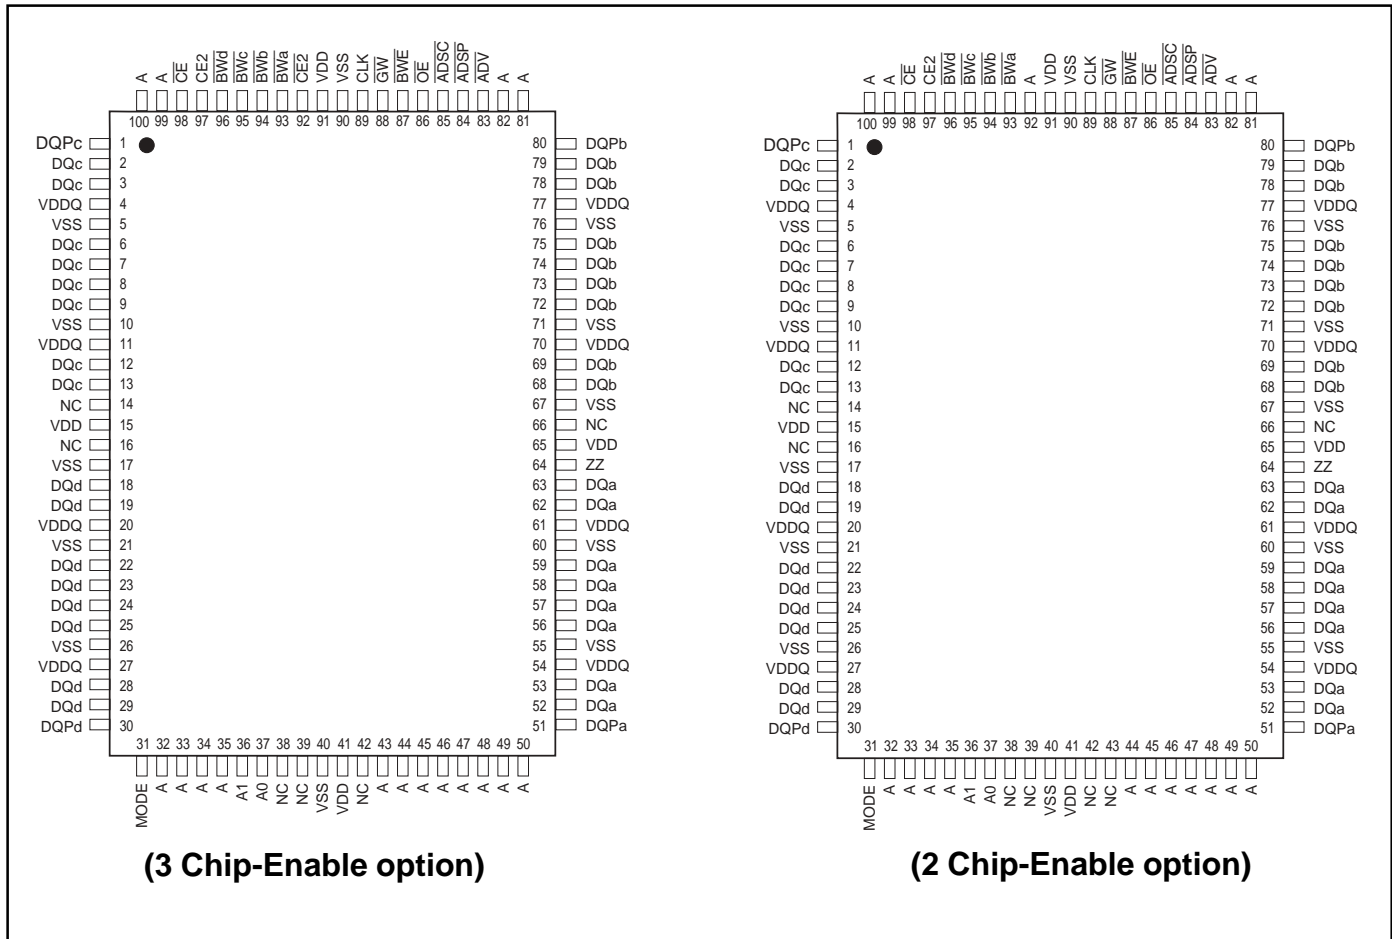 A A CE CE2 BWd BWc BWb BWa CE2 VDD VSS CLK GW BWE OE ADSC ADSP ADV A A
100 99 98 97 96 95 94 93 92 91 90 89 88 87 86 85 84 83 82 81
DQPc 1 80 DQPb
DQc 2 79 DQb
DQc 3 78 DQb
VDDQ 4 77 VDDQ
VSS 5 76 VSS
DQc 6 75 DQb
DQc 7 74 DQb
DQc 8 73 DQb
DQc 9 72 DQb
VSS 10 71 VSS
VDDQ 11 70 VDDQ
DQc 12 69 DQb
DQc 13 68 DQb
NC 14 67 VSS
VDD 15 66 NC
NC 16 65 VDD
VSS 17 64 ZZ
DQd 18 63 DQa
DQd 19 62 DQa
VDDQ 20 61 VDDQ
VSS 21 60 VSS
DQd 22 59 DQa
DQd 23 58 DQa
DQd 24 57 DQa
DQd 25 56 DQa
VSS 26 55 VSS
VDDQ 27 54 VDDQ
DQd 28 53 DQa
DQd 29 52 DQa
DQPd 30 51 DQPa
31 32 33 34 35 36 37 38 39 40 41 42 43 44 45 46 47 48 49 50
MODE A A A A A1 A0 NC NC VSS VDD NC A A A A A A A A
(3 Chip-Enable option)
A A CE CE2 BWd BWc BWb BWa A VDD VSS CLK GW BWE OE ADSC ADSP ADV A A
100 99 98 97 96 95 94 93 92 91 90 89 88 87 86 85 84 83 82 81
DQPc 1 80 DQPb
DQc 2 79 DQb
DQc 3 78 DQb
VDDQ 4 77 VDDQ
VSS 5 76 VSS
DQc 6 75 DQb
DQc 7 74 DQb
DQc 8 73 DQb
DQc 9 72 DQb
VSS 10 71 VSS
VDDQ 11 70 VDDQ
DQc 12 69 DQb
DQc 13 68 DQb
NC 14 67 VSS
VDD 15 66 NC
NC 16 65 VDD
VSS 17 64 ZZ
DQd 18 63 DQa
DQd 19 62 DQa
VDDQ 20 61 VDDQ
VSS 21 60 VSS
DQd 22 59 DQa
DQd 23 58 DQa
DQd 24 57 DQa
DQd 25 56 DQa
VSS 26 55 VSS
VDDQ 27 54 VDDQ
DQd 28 53 DQa
DQd 29 52 DQa
DQPd 30 51 DQPa
31 32 33 34 35 36 37 38 39 40 41 42 43 44 45 46 47 48 49 50
MODE A A A A A1 A0 NC NC VSS VDD NC NC A A A A A A A
(2 Chip-Enable option)